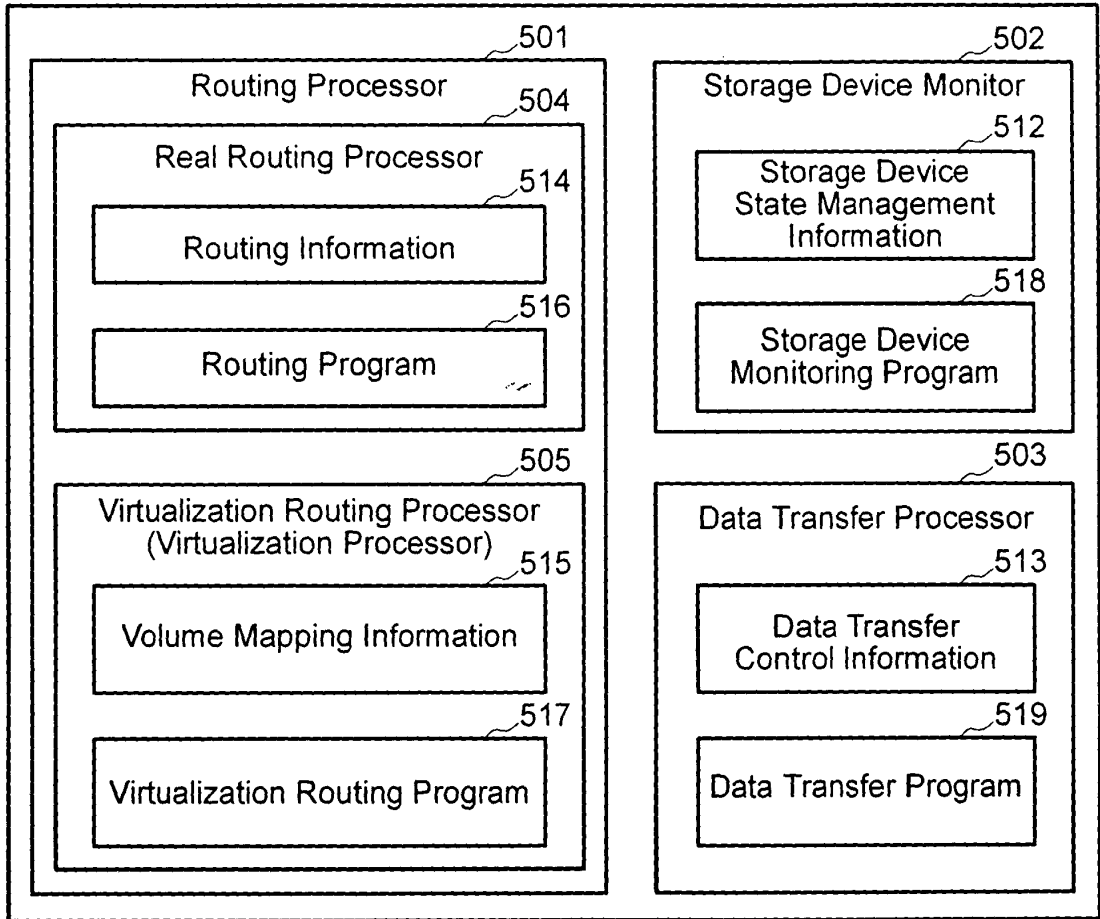 501
Routing Processor
504
Real Routing Processor
514
Routing Information
516
Routing Program
505
Virtualization Routing Processor
(Virtualization Processor)
515
Volume Mapping Information
517
Virtualization Routing Program
502
Storage Device Monitor
512
Storage Device
State Management
Information
518
Storage Device
Monitoring Program
503
Data Transfer Processor
513
Data Transfer
Control Information
519
Data Transfer Program